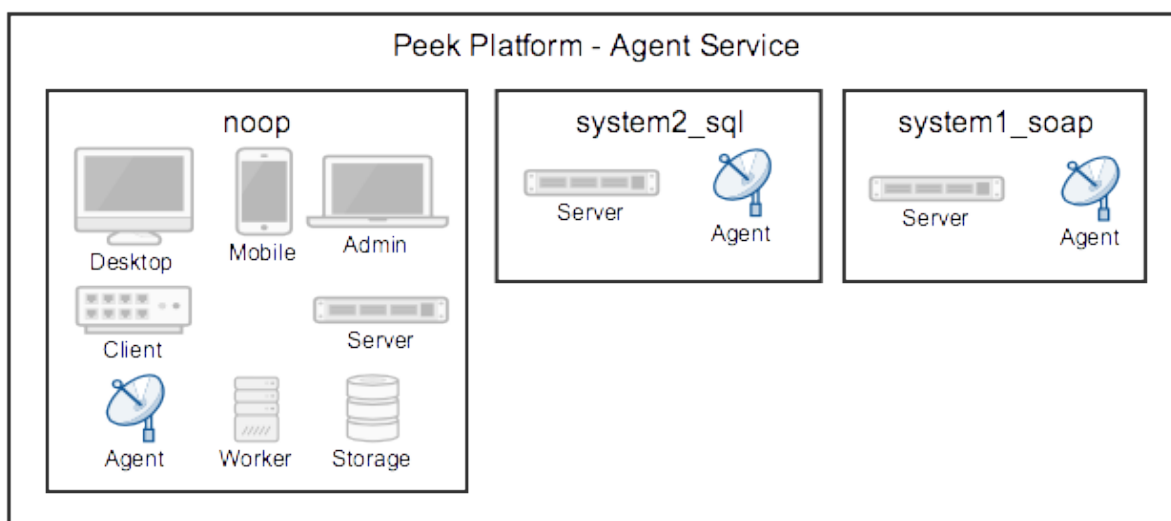 Peek Platform - Agent Service
noop
Desktop
Mobile
Admin
Client
Server
Agent
Worker
Storage
system2_sql
Server
Agent
system1_soap
Server
Agent